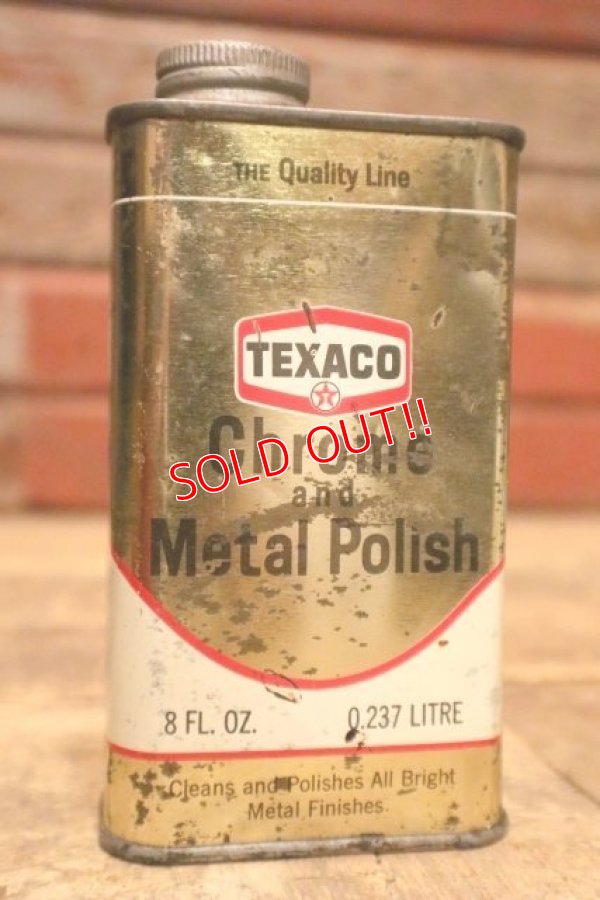 THE Quality Line
TEXACO
Chrome
SOLD OUT!!
and
Metal Polish
8 FL. OZ.
0.237 LITRE
Cleans and Polishes All Bright
Metal Finishes